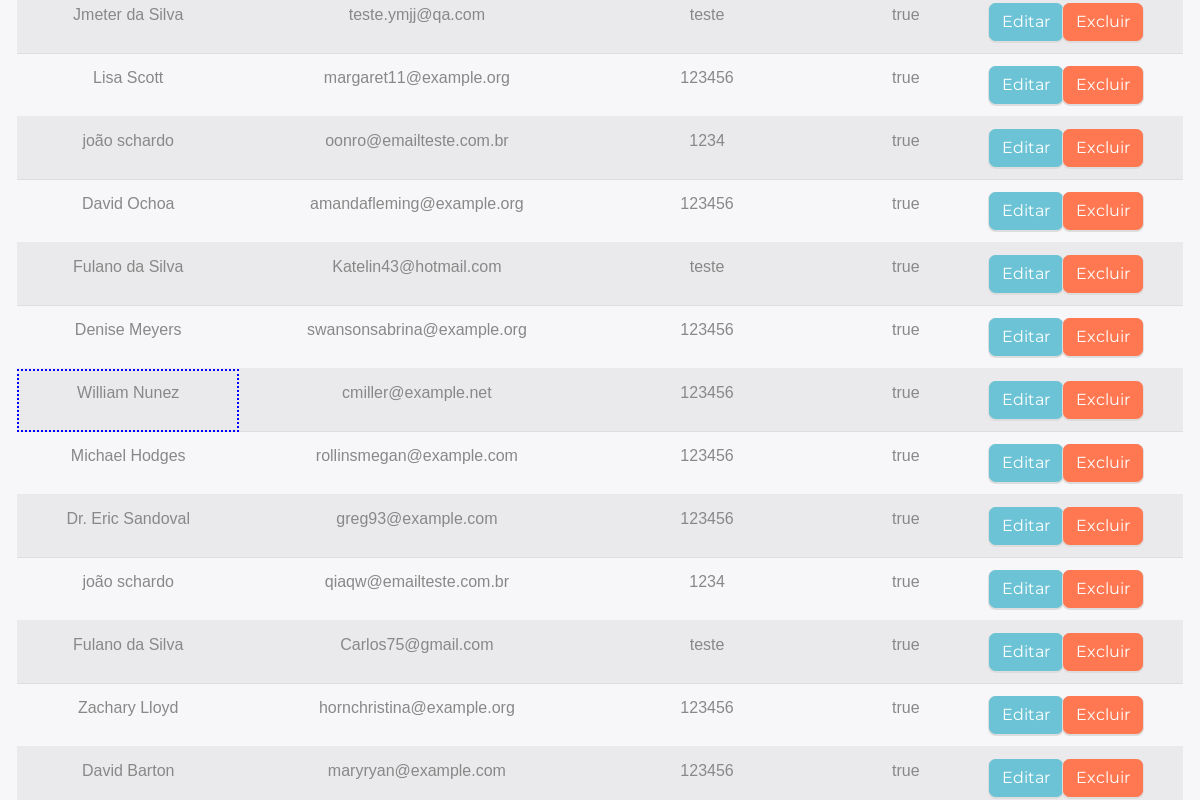 Jmeter da Silva teste.ymjj@qa.com teste true Editar Excluir
Lisa Scott margaret11@example.org 123456 true Editar Excluir
joão schardo oonro@emailteste.com.br 1234 true Editar Excluir
David Ochoa amandafleming@example.org 123456 true Editar Excluir
Fulano da Silva Katelin43@hotmail.com teste true Editar Excluir
Denise Meyers swansonsabrina@example.org 123456 true Editar Excluir
William Nunez cmiller@example.net 123456 true Editar Excluir
Michael Hodges rollinsmegan@example.com 123456 true Editar Excluir
Dr. Eric Sandoval greg93@example.com 123456 true Editar Excluir
joão schardo qiaqw@emailteste.com.br 1234 true Editar Excluir
Fulano da Silva Carlos75@gmail.com teste true Editar Excluir
Zachary Lloyd hornchristina@example.org 123456 true Editar Excluir
David Barton maryryan@example.com 123456 true Editar Excluir